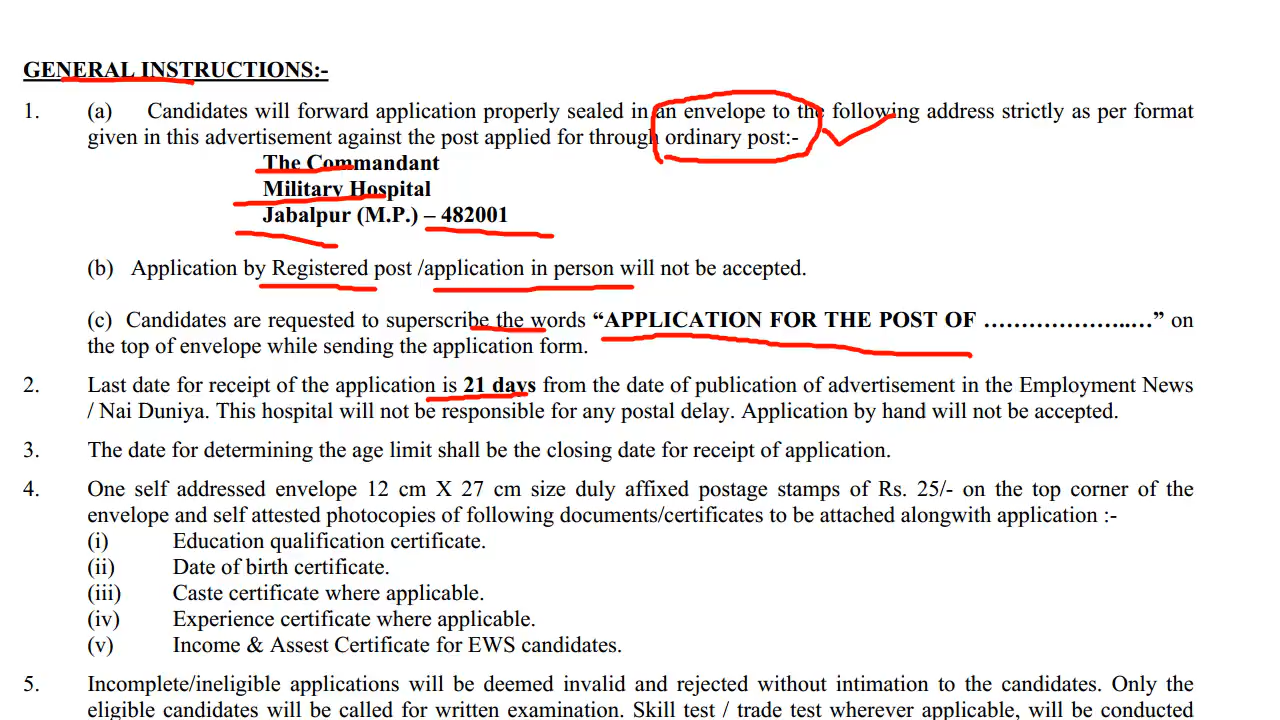 GENERAL INSTRUCTIONS:-
1. (a) Candidates will forward application properly sealed in an envelope to the following address strictly as per format
given in this advertisement against the post applied for through ordinary post:-
The Commandant
Military Hospital
Jabalpur (M.P.) – 482001
(b) Application by Registered post /application in person will not be accepted.
(c) Candidates are requested to superscribe the words “APPLICATION FOR THE POST OF …………………..…” on
the top of envelope while sending the application form.
2. Last date for receipt of the application is 21 days from the date of publication of advertisement in the Employment News
/ Nai Duniya. This hospital will not be responsible for any postal delay. Application by hand will not be accepted.
3. The date for determining the age limit shall be the closing date for receipt of application.
4. One self addressed envelope 12 cm X 27 cm size duly affixed postage stamps of Rs. 25/- on the top corner of the
envelope and self attested photocopies of following documents/certificates to be attached alongwith application :-
(i) Education qualification certificate.
(ii) Date of birth certificate.
(iii) Caste certificate where applicable.
(iv) Experience certificate where applicable.
(v) Income & Assest Certificate for EWS candidates.
5. Incomplete/ineligible applications will be deemed invalid and rejected without intimation to the candidates. Only the
eligible candidates will be called for written examination. Skill test / trade test wherever applicable, will be conducted